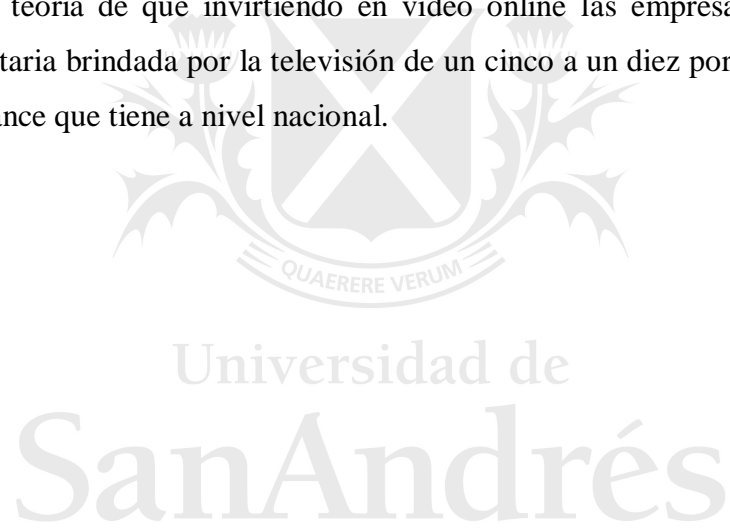 teoría de que invirtiendo en video online las empresa
taria brindada por la televisión de un cinco a un diez por
ance que tiene a nivel nacional.
QUAERERE VERUM
Universidad de
SanAndrés